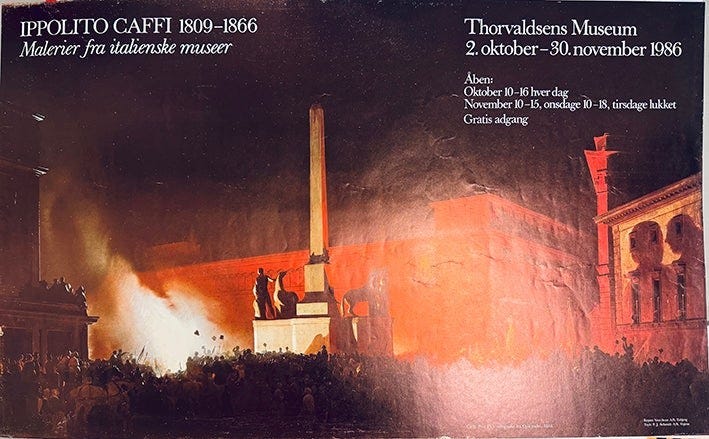 IPPOLITO CAFFI 1809–1866
Malerier fra italienske museer
Thorvaldsens Museum
2. oktober – 30. november 1986
Åben:
Oktober 10–16 hver dag
November 10–15, onsdage 10–18, tirsdage lukket
Gratis adgang